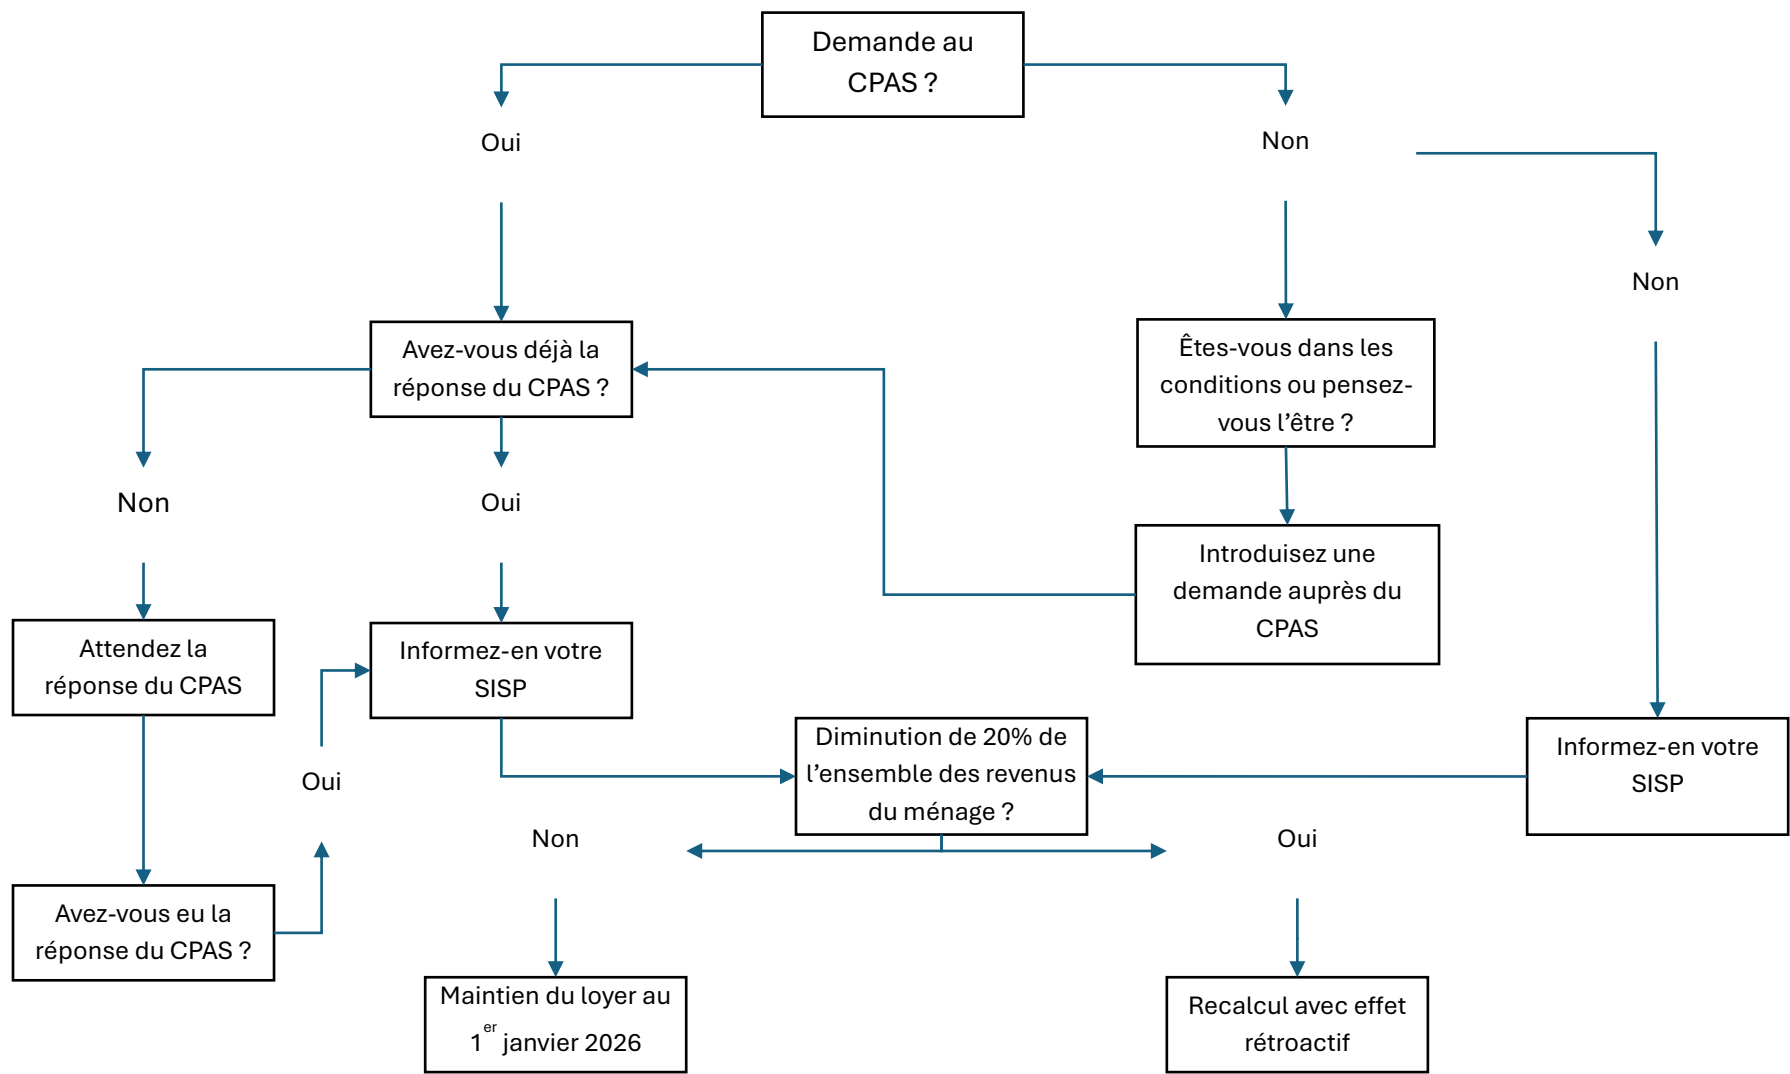 Demande au
CPAS ?
Oui
Non
Non
Avez-vous déjà la
réponse du CPAS ?
Êtes-vous dans les
conditions ou pensez-
vous l’être ?
Non
Oui
Introduisez une
demande auprès du
CPAS
Attendez la
réponse du CPAS
Informez-en votre
SISP
Diminution de 20% de
l’ensemble des revenus
du ménage ?
Informez-en votre
SISP
Oui
Non
Oui
Avez-vous eu la
réponse du CPAS ?
Maintien du loyer au
1er janvier 2026
Recalcul avec effet
rétroactif